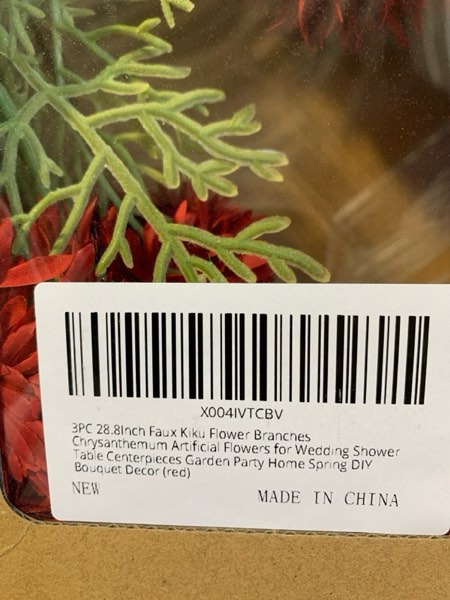 X004IVTCBV
3PC 28.8Inch Faux Kiku Flower Branches
Chrysanthemum Artificial Flowers for Wedding Shower
Table Centerpieces Garden Party Home Spring DIY
Bouquet Decor (red)
NEW MADE IN CHINA